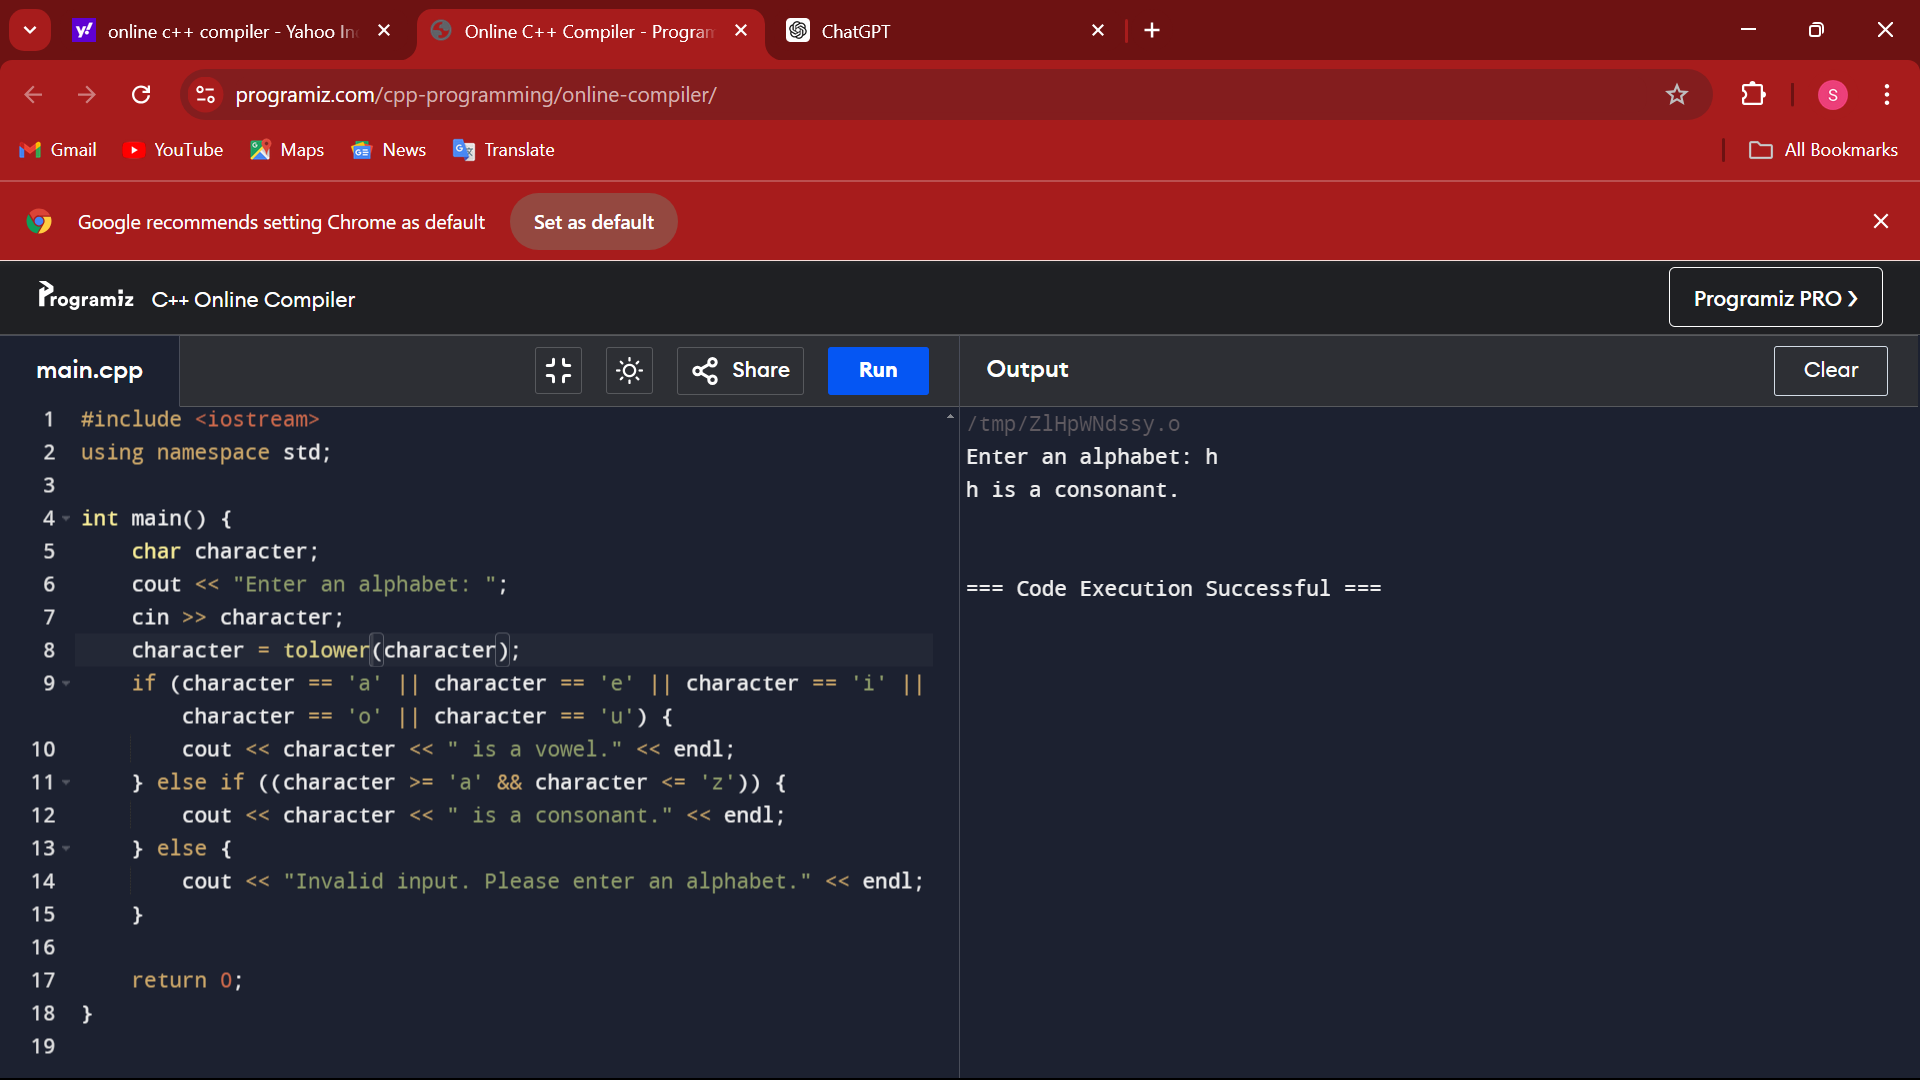 online c++ compiler - Yahoo In
Online C++ Compiler - Program
ChatGPT
programiz.com/cpp-programming/online-compiler/
S
Gmail
YouTube
Maps
News
Translate
All Bookmarks
Google recommends setting Chrome as default
Set as default
Programiz C++ Online Compiler
Programiz PRO
main.cpp
Share
Run
Output
Clear
1 #include <iostream>
2 using namespace std;
3
4 int main() {
5     char character;
6     cout << "Enter an alphabet: ";
7     cin >> character;
8     character = tolower(character);
9     if (character == 'a' || character == 'e' || character == 'i' ||
        character == 'o' || character == 'u') {
10        cout << character << " is a vowel." << endl;
11    } else if ((character >= 'a' && character <= 'z')) {
12        cout << character << " is a consonant." << endl;
13    } else {
14        cout << "Invalid input. Please enter an alphabet." << endl;
15    }
16
17    return 0;
18 }
19
/tmp/ZlHpWNdssy.o
Enter an alphabet: h
h is a consonant.
=== Code Execution Successful ===